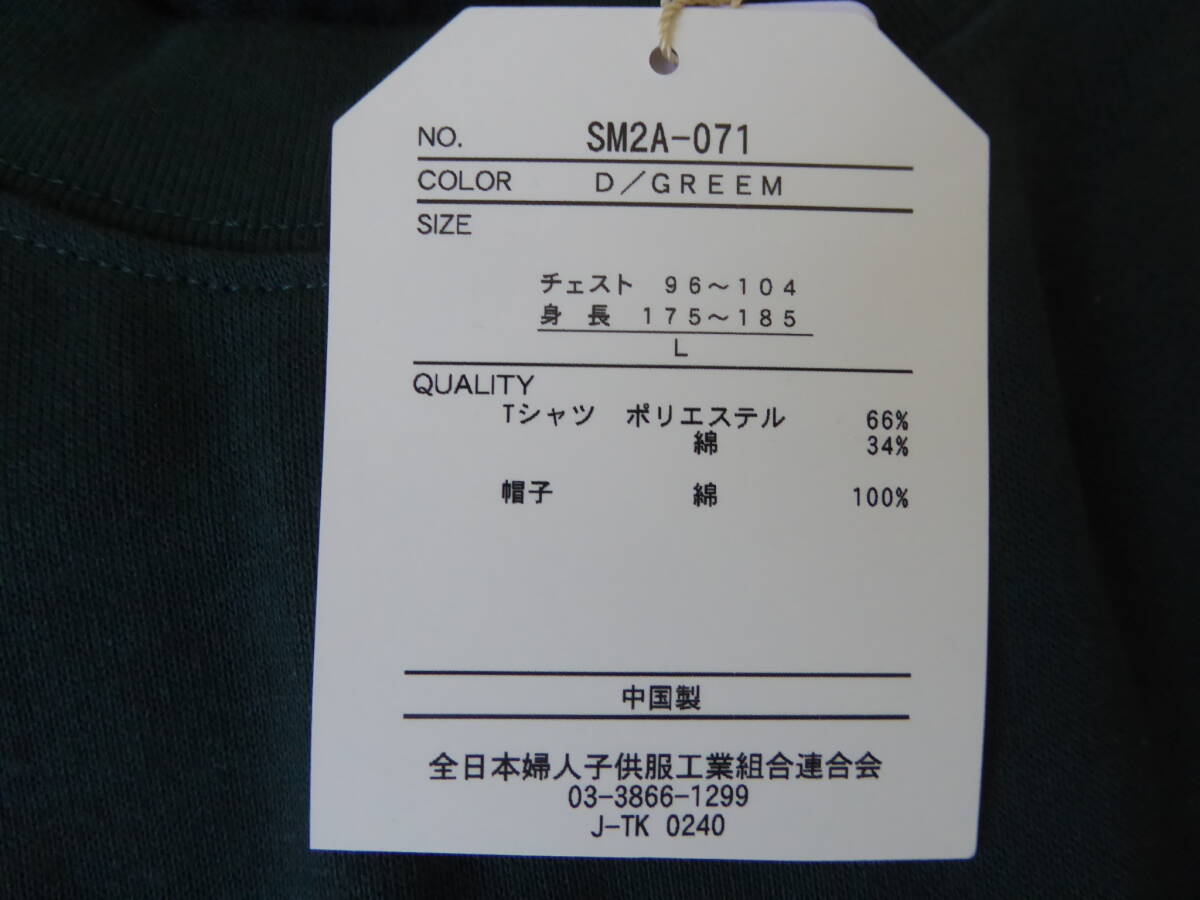 NO. SM2A-071
COLOR D/GREEM
SIZE
チェスト 96～104
身長 175～185
L
QUALITY
Tシャツ ポリエステル 66%
綿 34%
帽子 綿 100%
中国製
全日本婦人子供服工業組合連合会
03-3866-1299
J-TK 0240